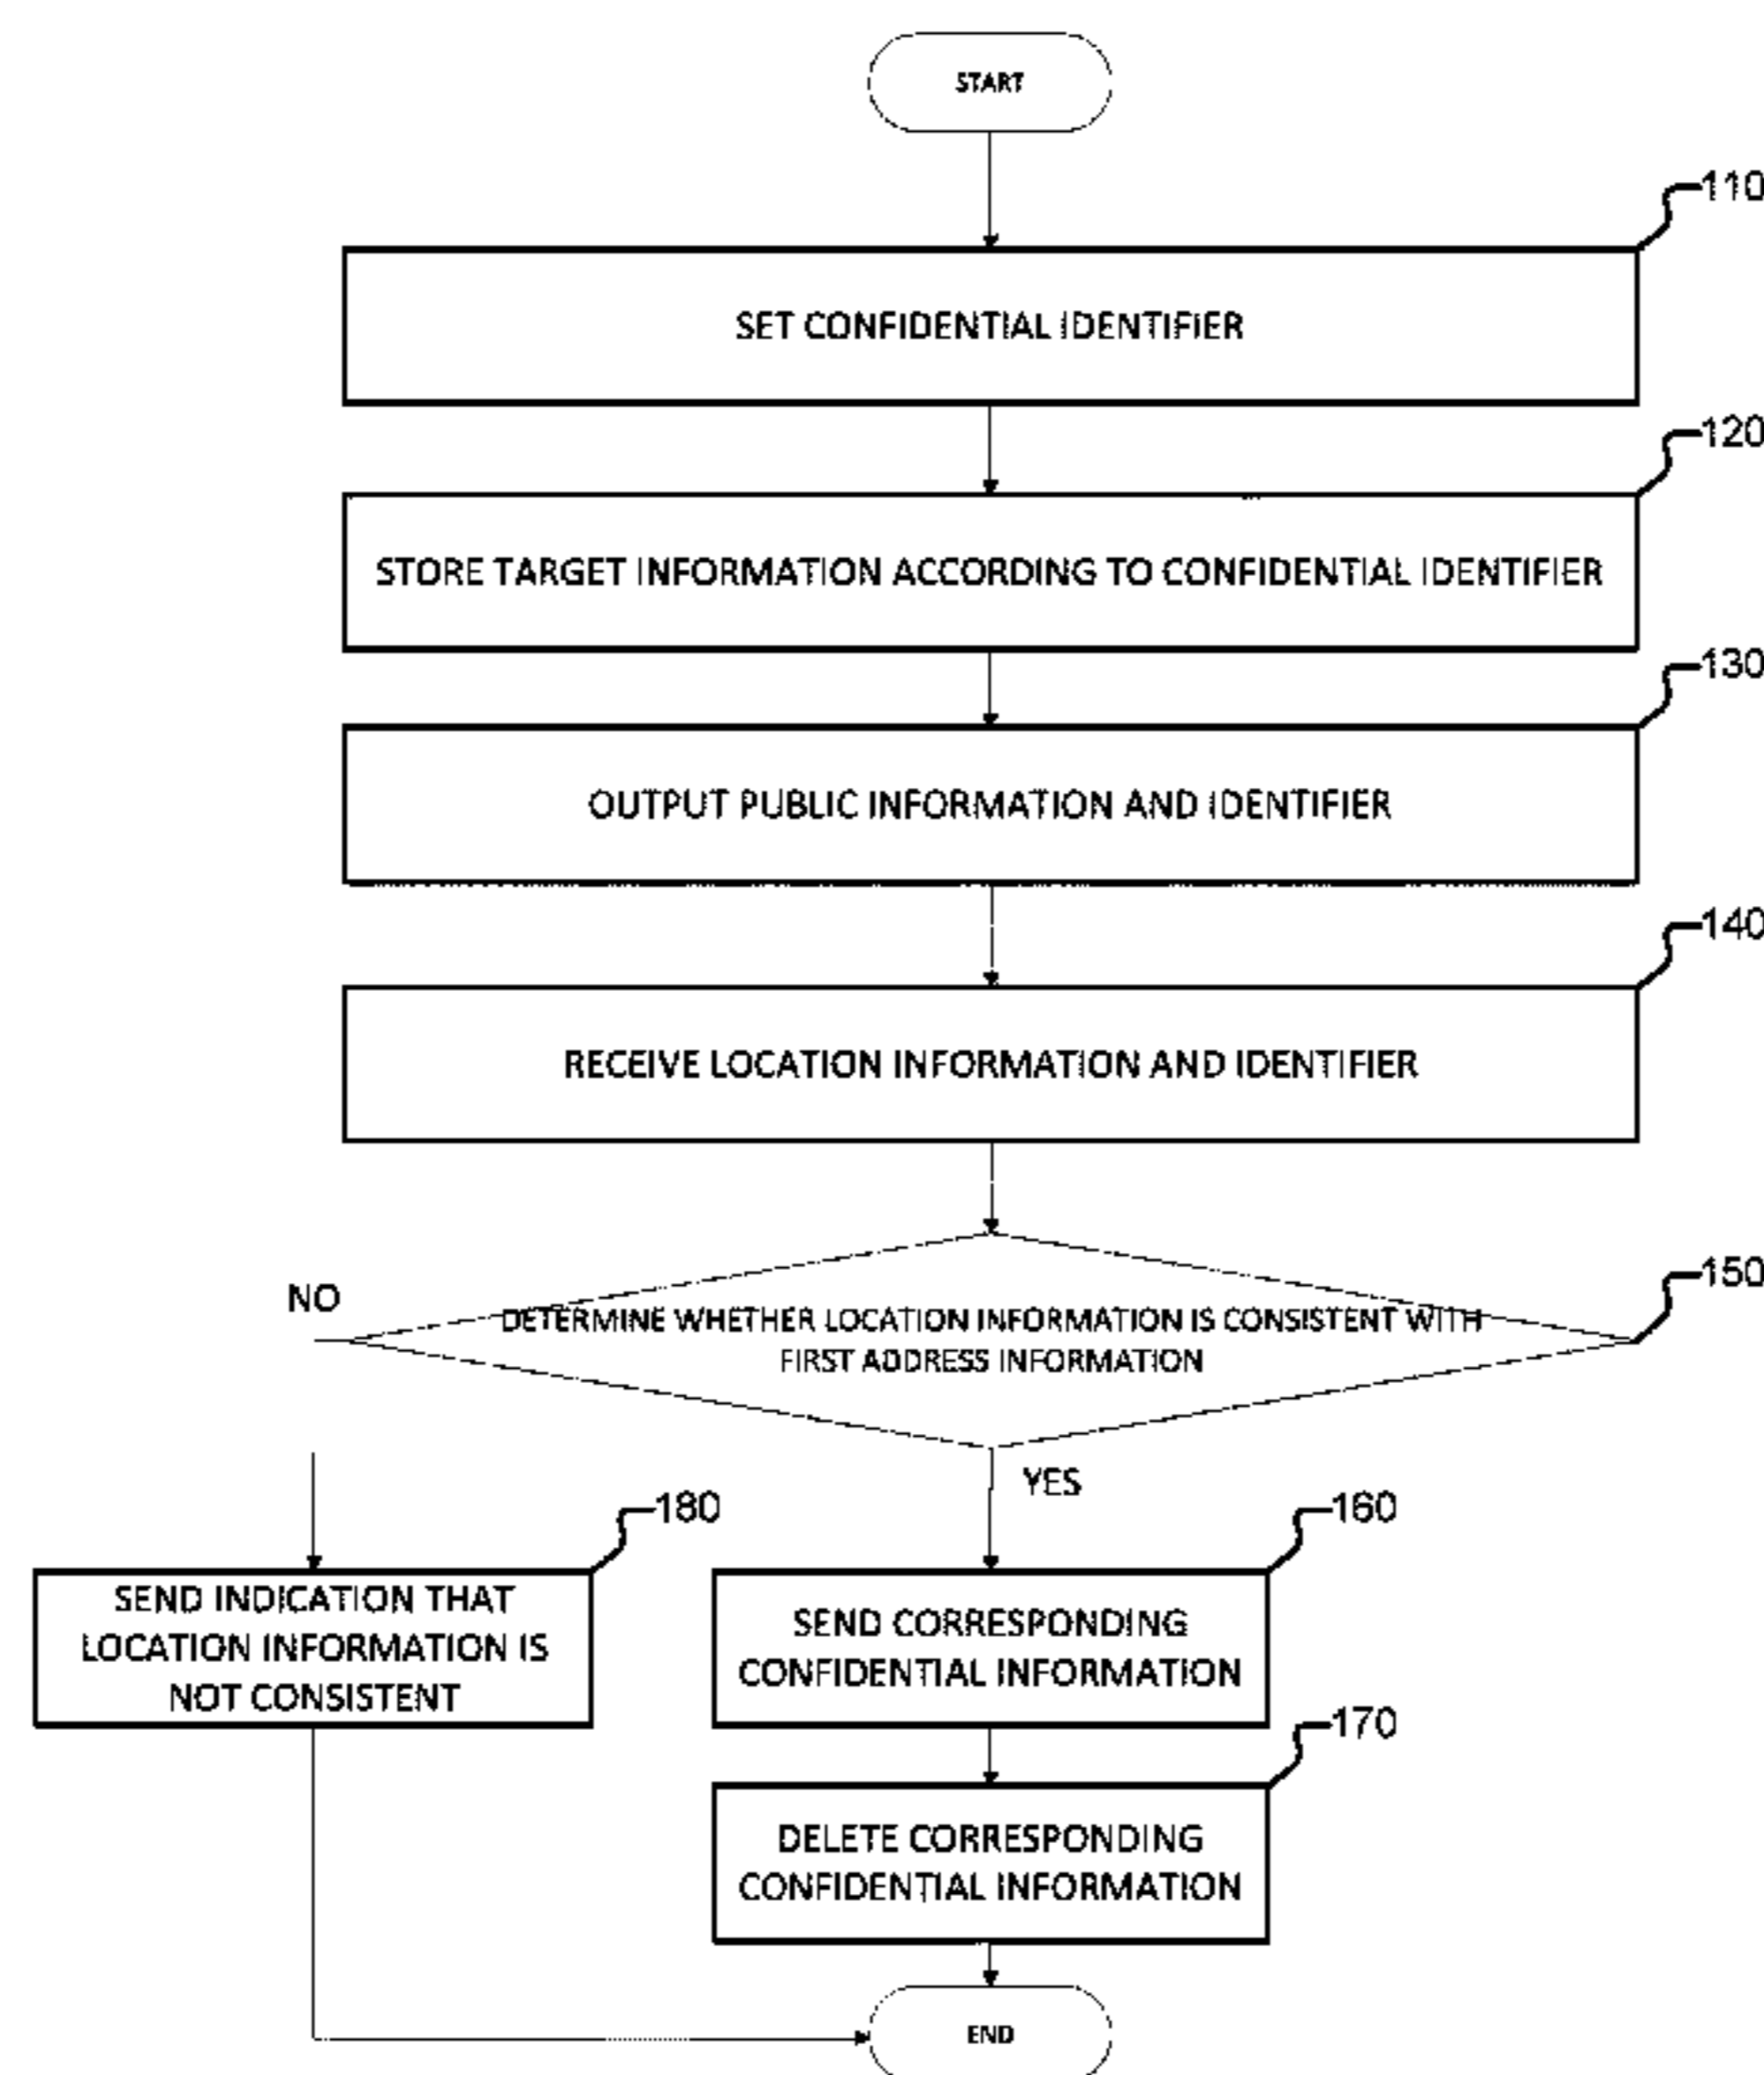 START
110
SET CONFIDENTIAL IDENTIFIER
120
STORE TARGET INFORMATION ACCORDING TO CONFIDENTIAL IDENTIFIER
130
OUTPUT PUBLIC INFORMATION AND IDENTIFIER
140
RECEIVE LOCATION INFORMATION AND IDENTIFIER
150
NO
DETERMINE WHETHER LOCATION INFORMATION IS CONSISTENT WITH
FIRST ADDRESS INFORMATION
YES
180
160
SEND INDICATION THAT
LOCATION INFORMATION IS
NOT CONSISTENT
SEND CORRESPONDING
CONFIDENTIAL INFORMATION
170
DELETE CORRESPONDING
CONFIDENTIAL INFORMATION
END